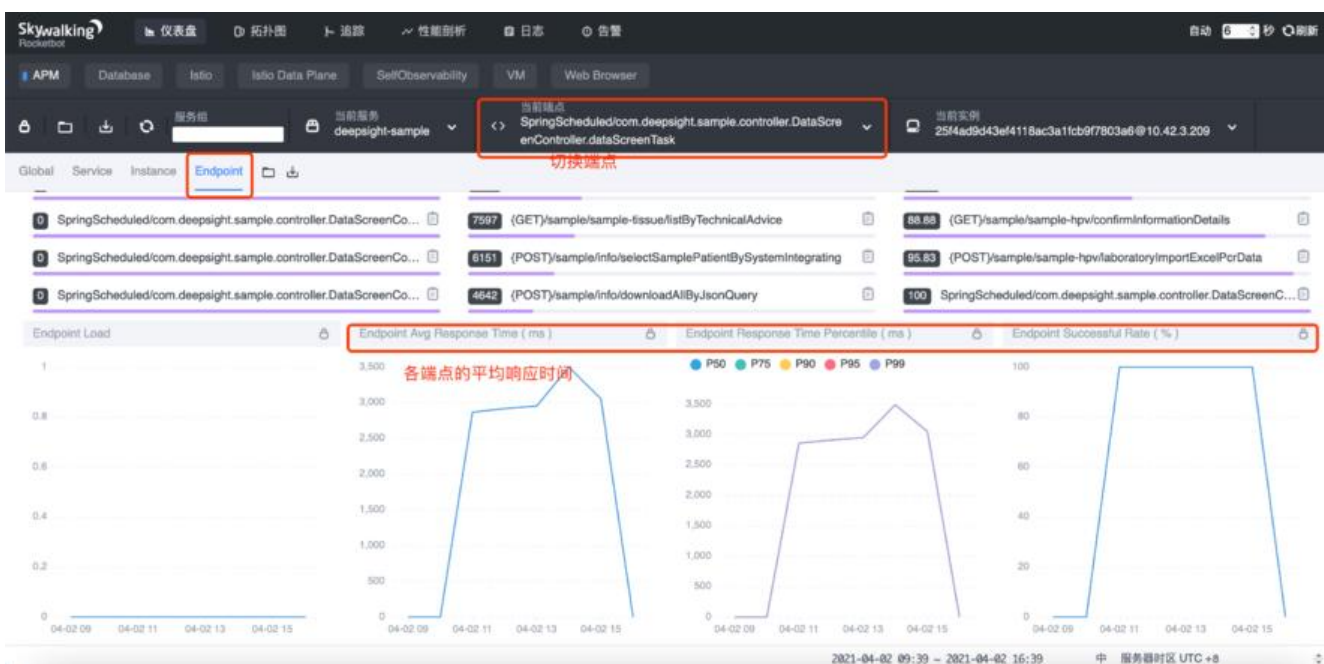 Skywalking
Rocketbot
仪表盘
拓扑图
追踪
性能剖析
日志
告警
自动 6 秒 刷新
APM
Database
Istio
Istio Data Plane
SelfObservability
VM
Web Browser
服务组
当前服务
deepsight-sample
当前端点
SpringScheduled/com.deepsight.sample.controller.DataScre
enController.dataScreenTask
当前实例
25f4ad9d43ef4118ac3a1fcb9f7803a6@10.42.3.209
切换端点
Global
Service
Instance
Endpoint
0 SpringScheduled/com.deepsight.sample.controller.DataScreenCo...
7597 {GET}/sample/sample-tissue/listByTechnicalAdvice
88.88 {GET}/sample/sample-hpv/confirmInformationDetails
0 SpringScheduled/com.deepsight.sample.controller.DataScreenCo...
6151 {POST}/sample/info/selectSamplePatientBySystemIntegrating
95.83 {POST}/sample/sample-hpv/laboratoryImportExcelPcrData
0 SpringScheduled/com.deepsight.sample.controller.DataScreenCo...
4642 {POST}/sample/info/downloadAllByJsonQuery
100 SpringScheduled/com.deepsight.sample.controller.DataScreenC...
Endpoint Load
1
0.8
0.6
0.4
0.2
0
04-02 09 04-02 11 04-02 13 04-02 15
Endpoint Avg Response Time ( ms )
各端点的平均响应时间
3,500
3,000
2,500
2,000
1,500
1,000
500
0
04-02 09 04-02 11 04-02 13 04-02 15
Endpoint Response Time Percentile ( ms )
P50 P75 P90 P95 P99
3,500
3,000
2,500
2,000
1,500
1,000
500
0
04-02 09 04-02 11 04-02 13 04-02 15
Endpoint Successful Rate ( % )
100
80
60
40
20
0
04-02 09 04-02 11 04-02 13 04-02 15
2021-04-02 09:39 ~ 2021-04-02 16:39
中
服务器时区 UTC +8